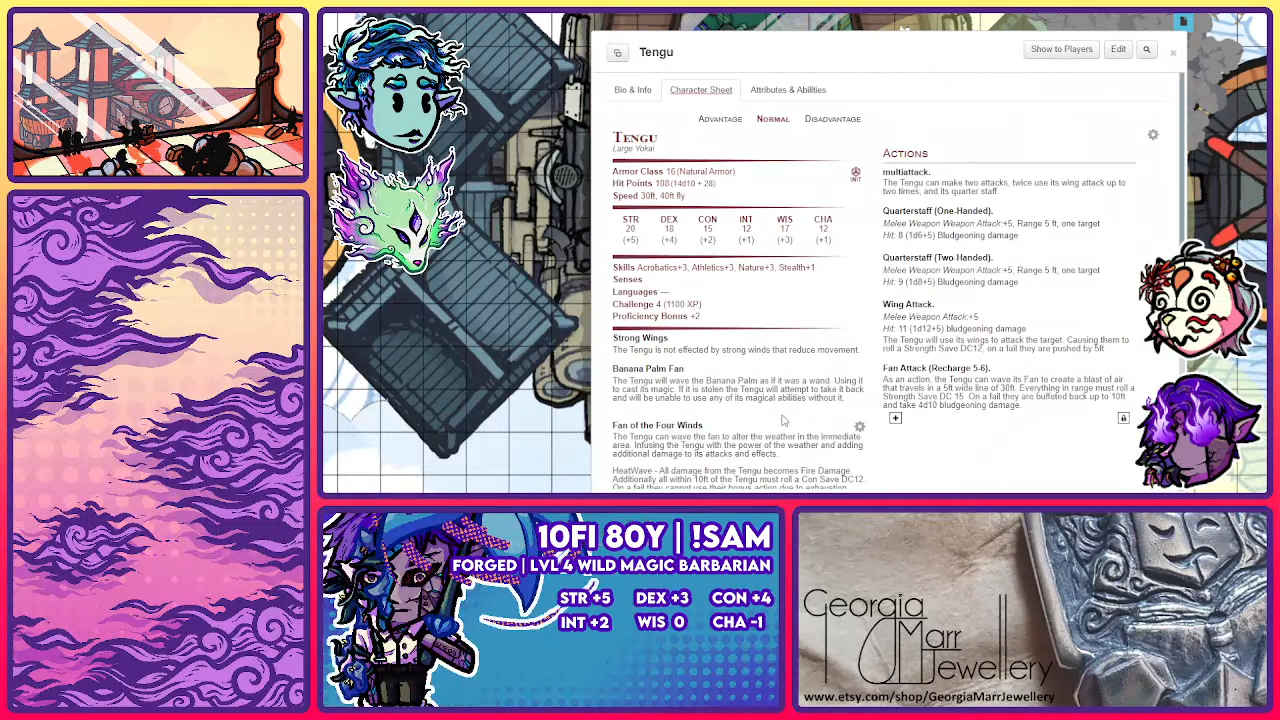 Tengu
Show to Players
Edit
Bio & Info
Character Sheet
Attributes & Abilities
ADVANTAGE NORMAL DISADVANTAGE
TENGU
Large Yokai
Armor Class 16 (Natural Armor)
Hit Points 108 (14d10 + 28)
INIT
Speed 30ft, 40ft fly
STR DEX CON INT WIS CHA
20 18 15 12 17 12
(+5) (+4) (+2) (+1) (+3) (+1)
Skills Acrobatics+3, Athletics+3, Nature+3, Stealth+1
Senses
Languages —
Challenge 4 (1100 XP)
Proficiency Bonus +2
Strong Wings
The Tengu is not effected by strong winds that reduce movement.
Banana Palm Fan
The Tengu will wave the Banana Palm as if it was a wand. Using it
to cast its magic. If it is stolen the Tengu will attempt to take it back
and will be unable to use any of its magical abilities without it.
Fan of the Four Winds
The Tengu can wave the fan to alter the weather in the immediate
area. Infusing the Tengu with the power of the weather and adding
additional damage to its attacks and effects.
HeatWave - All damage from the Tengu becomes Fire Damage.
Additionally all within 10ft of the Tengu must roll a Con Save DC12.
On a fail they cannot use their bonus action due to exhaustion
ACTIONS
multiattack.
The Tengu can make two attacks, twice use its wing attack up to
two times, and its quarter staff.
Quarterstaff (One-Handed).
Melee Weapon Weapon Attack:+5, Range 5 ft, one target
Hit: 8 (1d6+5) Bludgeoning damage
Quarterstaff (Two-Handed).
Melee Weapon Weapon Attack:+5, Range 5 ft, one target
Hit: 9 (1d8+5) Bludgeoning damage
Wing Attack.
Melee Weapon Attack:+5
Hit: 11 (1d12+5) bludgeoning damage
The Tengu will use its wings to attack the target. Causing them to
roll a Strength Save DC12, on a fail they are pushed by 5ft
Fan Attack (Recharge 5-6).
As an action, the Tengu can wave its Fan to create a blast of air
that travels in a 5ft wide line of 30ft. Everything in range must roll a
Strength Save DC 15. On a fail they are buffeted back up to 10ft
and take 4d10 bludgeoning damage.
10FI 80Y | !SAM
FORGED | LVL 4 WILD MAGIC BARBARIAN
STR +5 DEX +3 CON +4
INT +2 WIS 0 CHA -1
Georgia
Marr
Jewellery
www.etsy.com/shop/GeorgiaMarrJewellery